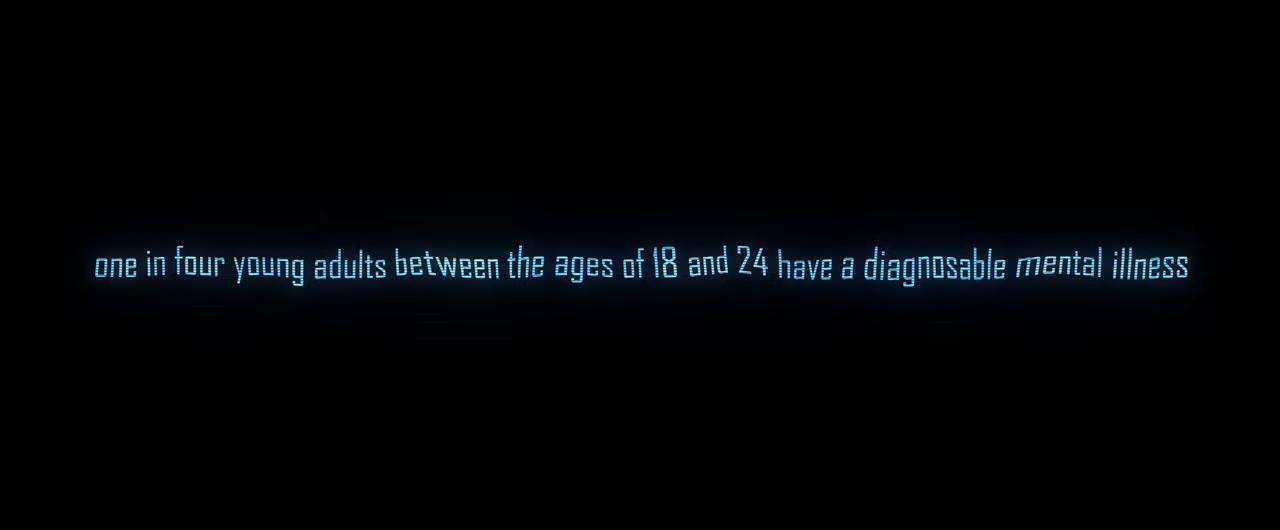 one in four young adults between the ages of 18 and 24 have a diagnosable mental illness